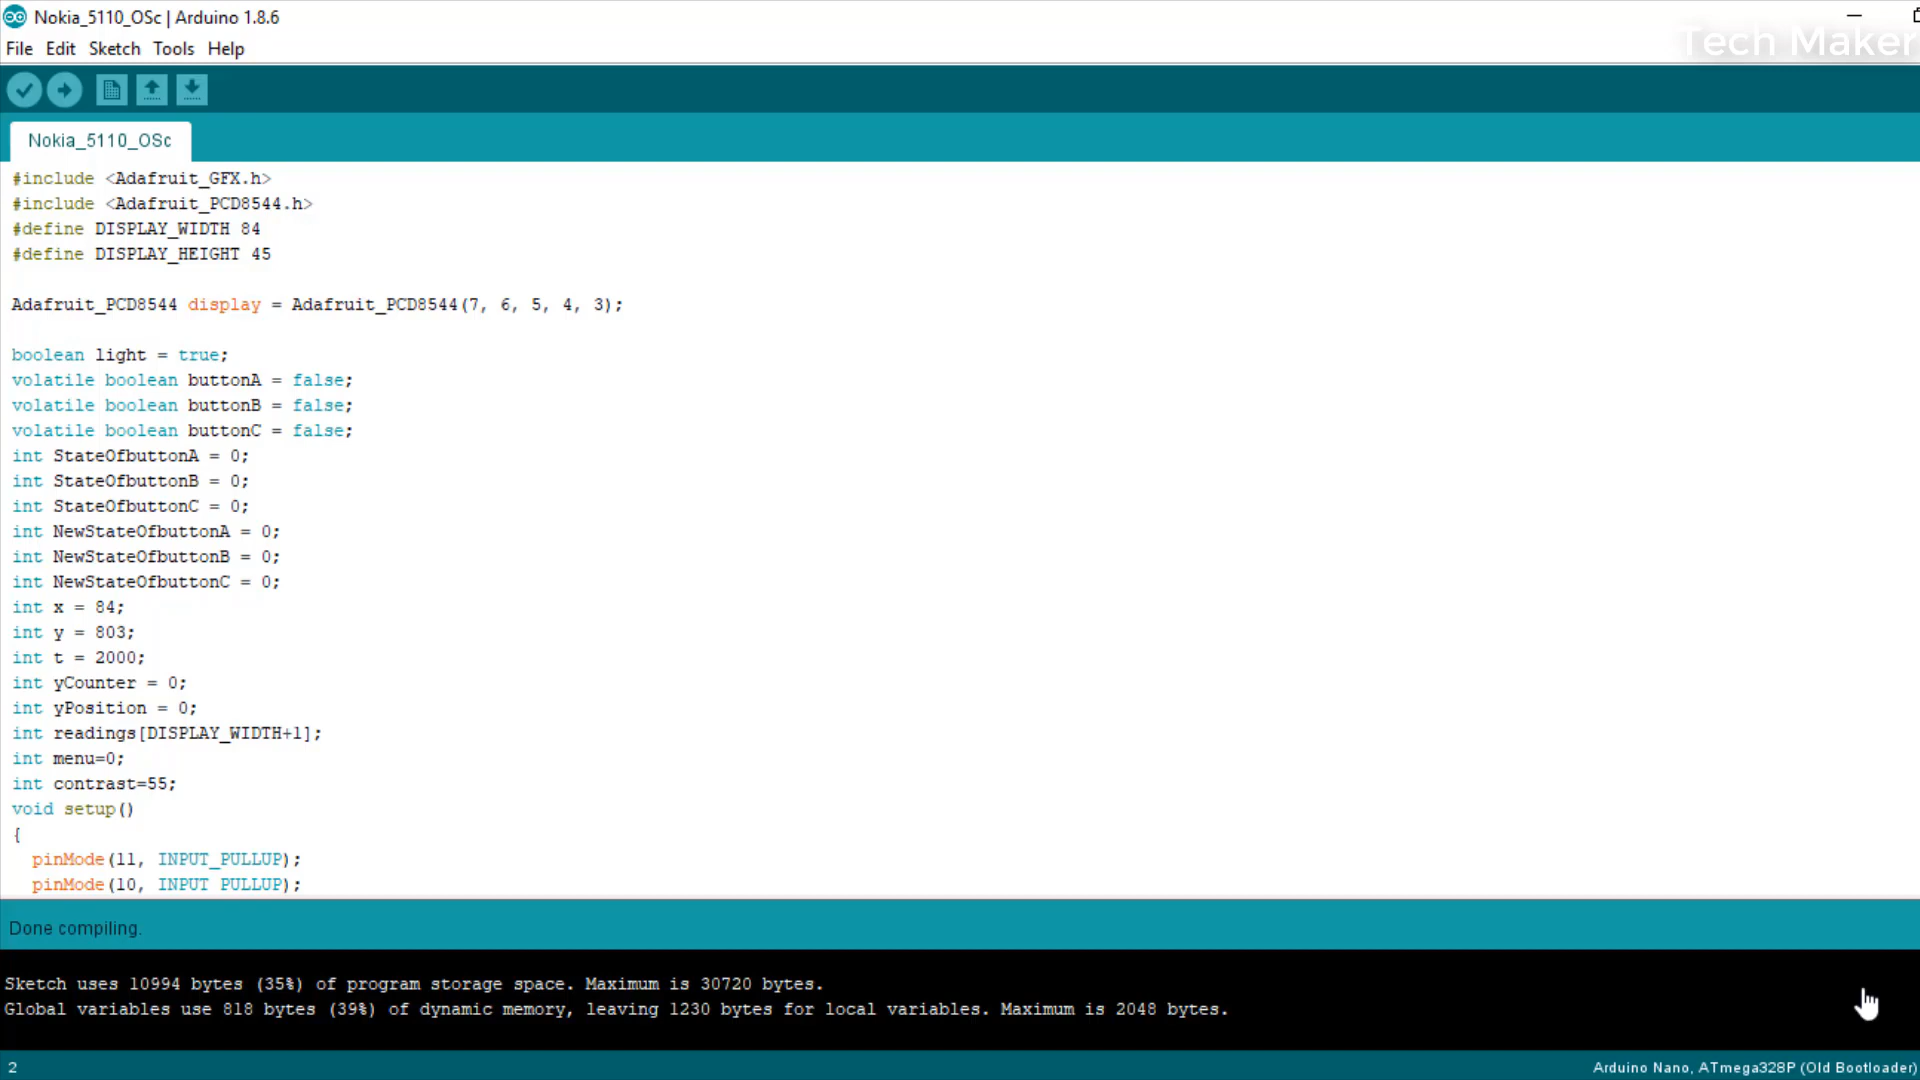 Nokia_5110_OSc | Arduino 1.8.6
Tech Maker
File Edit Sketch Tools Help
Nokia_5110_OSc
#include <Adafruit_GFX.h>
#include <Adafruit_PCD8544.h>
#define DISPLAY_WIDTH 84
#define DISPLAY_HEIGHT 45
Adafruit_PCD8544 display = Adafruit_PCD8544(7, 6, 5, 4, 3);
boolean light = true;
volatile boolean buttonA = false;
volatile boolean buttonB = false;
volatile boolean buttonC = false;
int StateOfbuttonA = 0;
int StateOfbuttonB = 0;
int StateOfbuttonC = 0;
int NewStateOfbuttonA = 0;
int NewStateOfbuttonB = 0;
int NewStateOfbuttonC = 0;
int x = 84;
int y = 803;
int t = 2000;
int yCounter = 0;
int yPosition = 0;
int readings[DISPLAY_WIDTH+1];
int menu=0;
int contrast=55;
void setup()
{
pinMode(11, INPUT_PULLUP);
pinMode(10, INPUT_PULLUP);
Done compiling.
Sketch uses 10994 bytes (35%) of program storage space. Maximum is 30720 bytes.
Global variables use 818 bytes (39%) of dynamic memory, leaving 1230 bytes for local variables. Maximum is 2048 bytes.
2
Arduino Nano, ATmega328P (Old Bootloader)